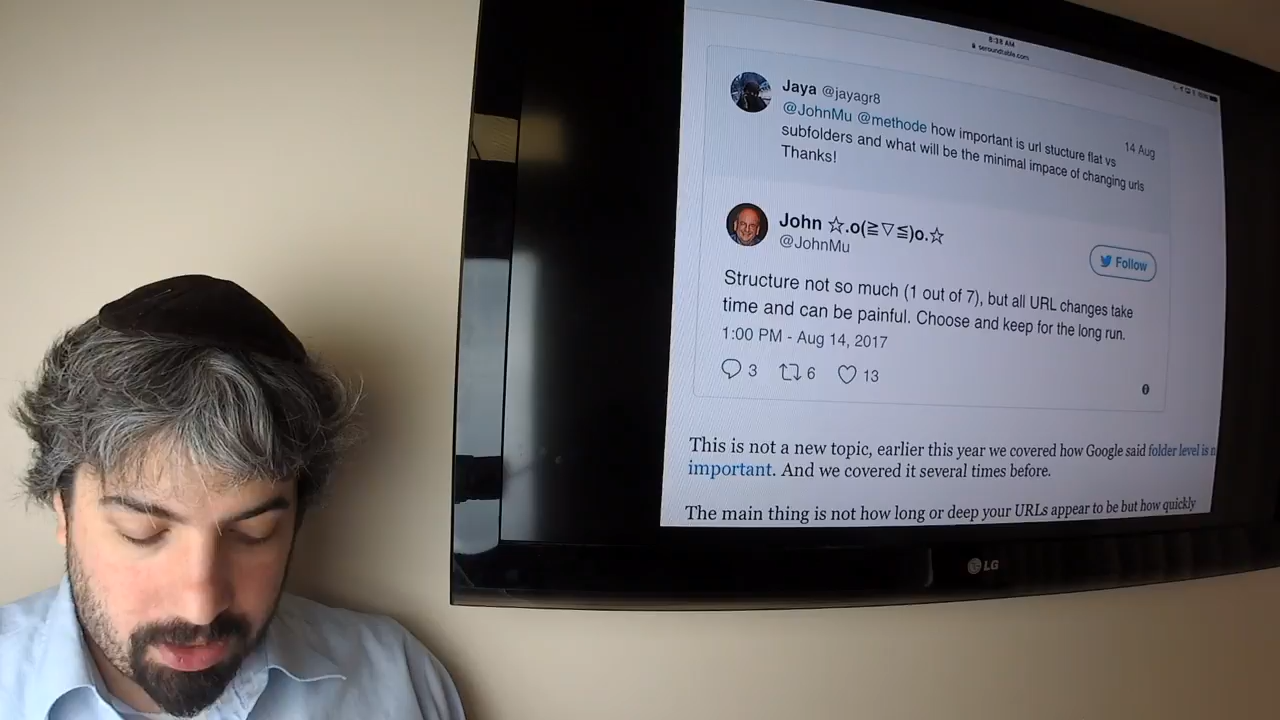 8:38 AM
seroundtable.com
Jaya @jayagr8
14 Aug
@JohnMu @methode how important is url stucture flat vs
subfolders and what will be the minimal impace of changing urls
Thanks!
John ☆.o(≧▽≦)o.☆
@JohnMu
Follow
Structure not so much (1 out of 7), but all URL changes take
time and can be painful. Choose and keep for the long run.
1:00 PM - Aug 14, 2017
3 6 13
This is not a new topic, earlier this year we covered how Google said folder level is n
important. And we covered it several times before.
The main thing is not how long or deep your URLs appear to be but how quickly
LG